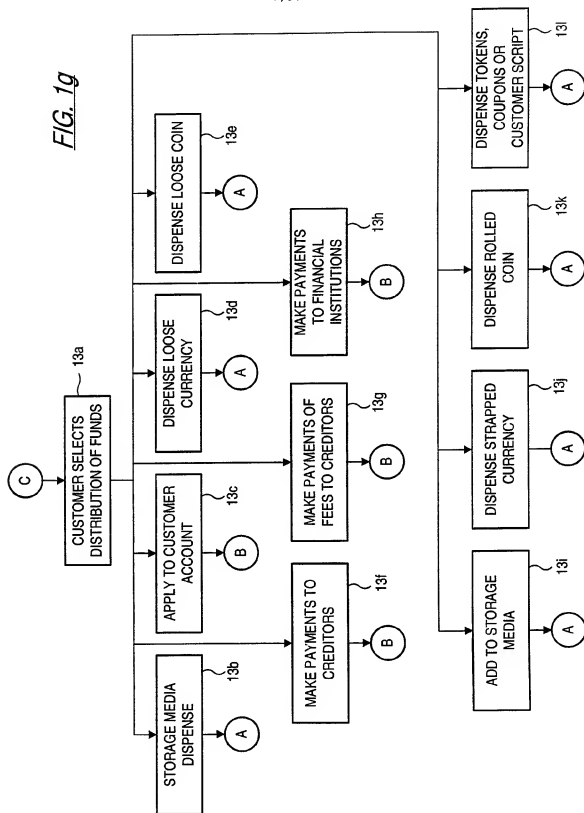 FIG. 1g
C
13a
CUSTOMER SELECTS
DISTRIBUTION OF FUNDS
STORAGE MEDIA
DISPENSE
13b
A
APPLY TO CUSTOMER
ACCOUNT
13c
B
DISPENSE LOOSE
CURRENCY
13d
A
DISPENSE LOOSE COIN
13e
A
MAKE PAYMENTS TO
CREDITORS
13f
B
MAKE PAYMENTS OF
FEES TO CREDITORS
13g
B
MAKE PAYMENTS
TO FINANCIAL
INSTITUTIONS
13h
B
ADD TO STORAGE
MEDIA
13i
A
DISPENSE STRAPPED
CURRENCY
13j
A
DISPENSE ROLLED
COIN
13k
A
DISPENSE TOKENS,
COUPONS OR
CUSTOMER SCRIPT
13l
A